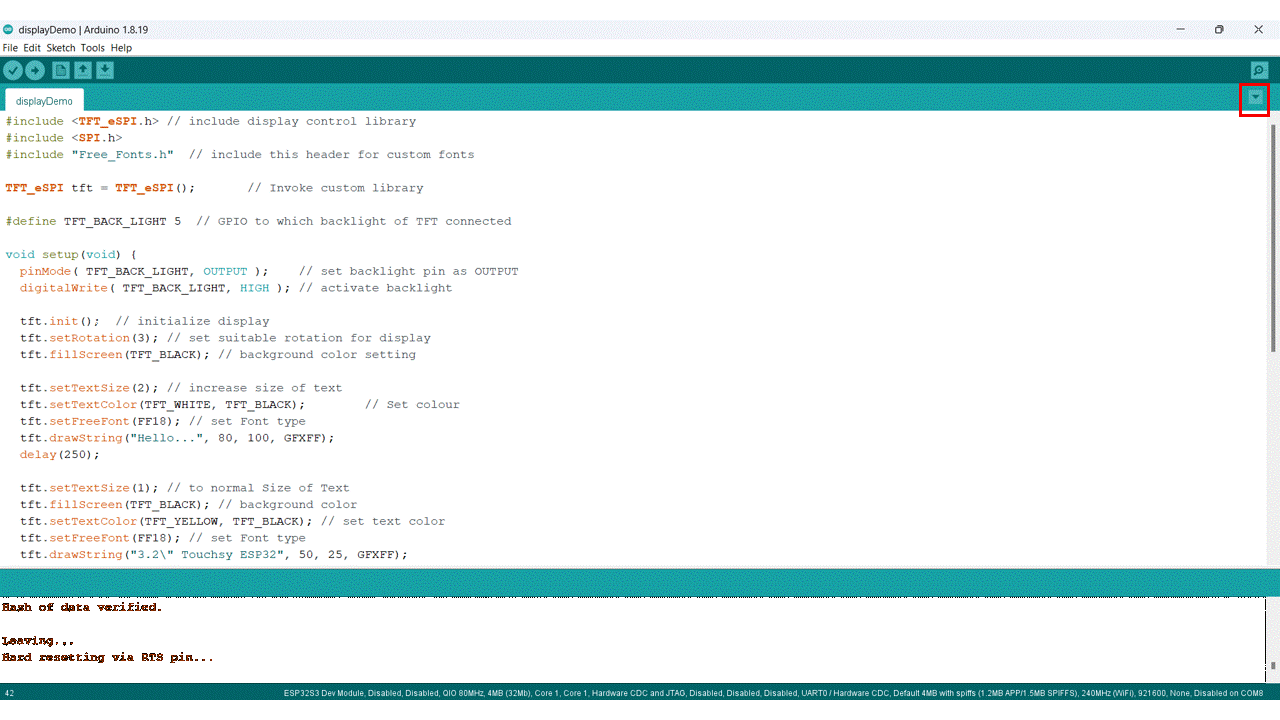 displayDemo | Arduino 1.8.19
File Edit Sketch Tools Help
displayDemo
#include <TFT_eSPI.h> // include display control library
#include <SPI.h>
#include "Free_Fonts.h"  // include this header for custom fonts
TFT_eSPI tft = TFT_eSPI();       // Invoke custom library
#define TFT_BACK_LIGHT 5  // GPIO to which backlight of TFT connected
void setup(void) {
  pinMode( TFT_BACK_LIGHT, OUTPUT );    // set backlight pin as OUTPUT
  digitalWrite( TFT_BACK_LIGHT, HIGH ); // activate backlight
  tft.init();  // initialize display
  tft.setRotation(3); // set suitable rotation for display
  tft.fillScreen(TFT_BLACK); // background color setting
  tft.setTextSize(2); // increase size of text
  tft.setTextColor(TFT_WHITE, TFT_BLACK);        // Set colour
  tft.setFreeFont(FF18); // set Font type
  tft.drawString("Hello...", 80, 100, GFXFF);
  delay(250);
  tft.setTextSize(1); // to normal Size of Text
  tft.fillScreen(TFT_BLACK); // background color
  tft.setTextColor(TFT_YELLOW, TFT_BLACK); // set text color
  tft.setFreeFont(FF18); // set Font type
  tft.drawString("3.2\" Touchsy ESP32", 50, 25, GFXFF);
Hash of data verified.
Leaving...
Hard resetting via RTS pin...
42
ESP32S3 Dev Module, Disabled, Disabled, QIO 80MHz, 4MB (32Mb), Core 1, Core 1, Hardware CDC and JTAG, Disabled, Disabled, Disabled, UART0 / Hardware CDC, Default 4MB with spiffs (1.2MB APP/1.5MB SPIFFS), 240MHz (WiFi), 921600, None, Disabled on COM8